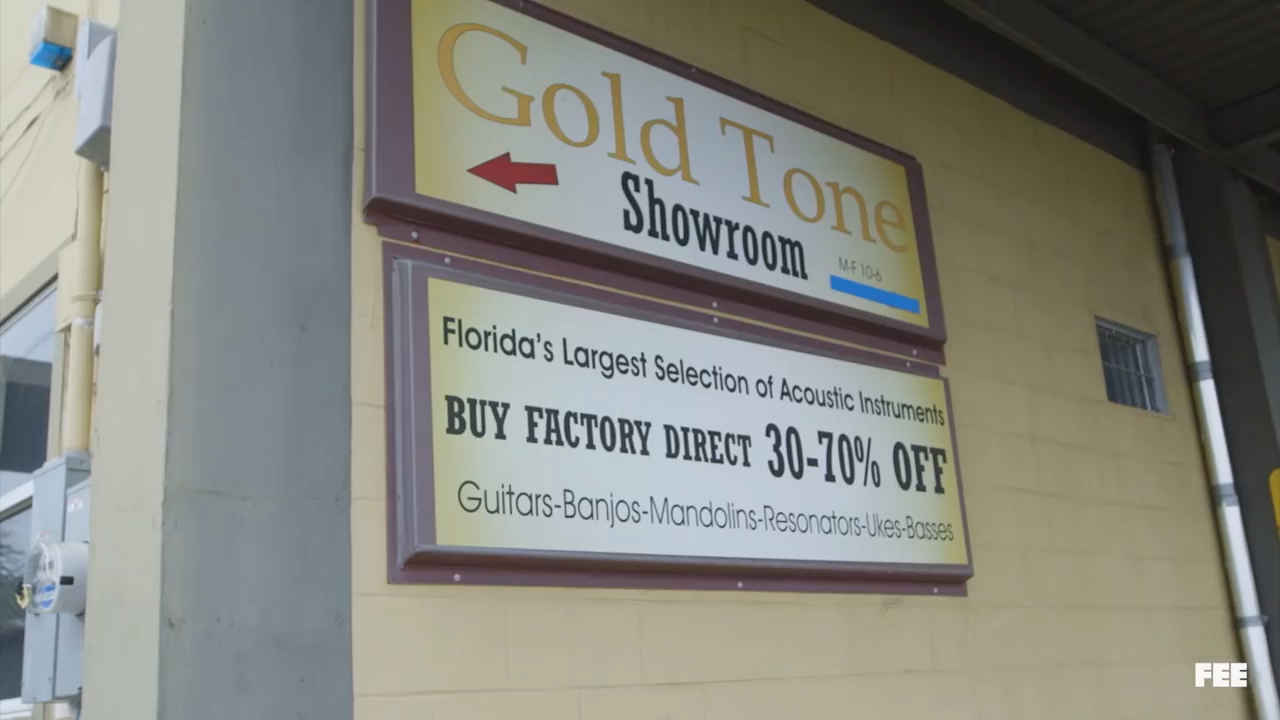 Gold Tone
Showroom
M-F 10-6
Florida's Largest Selection of Acoustic Instruments
BUY FACTORY DIRECT 30-70% OFF
Guitars-Banjos-Mandolins-Resonators-Ukes-Basses
FEE